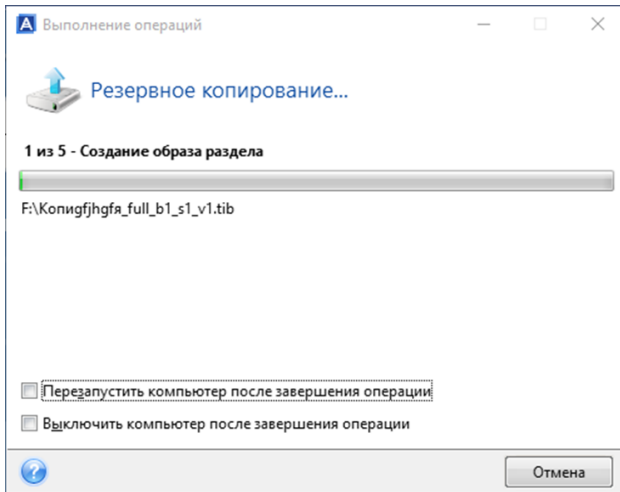 Выполнение операций
Резервное копирование...
1 из 5 - Создание образа раздела
F:\Копиgfjhgfя_full_b1_s1_v1.tib
Перезапустить компьютер после завершения операции
Выключить компьютер после завершения операции
Отмена